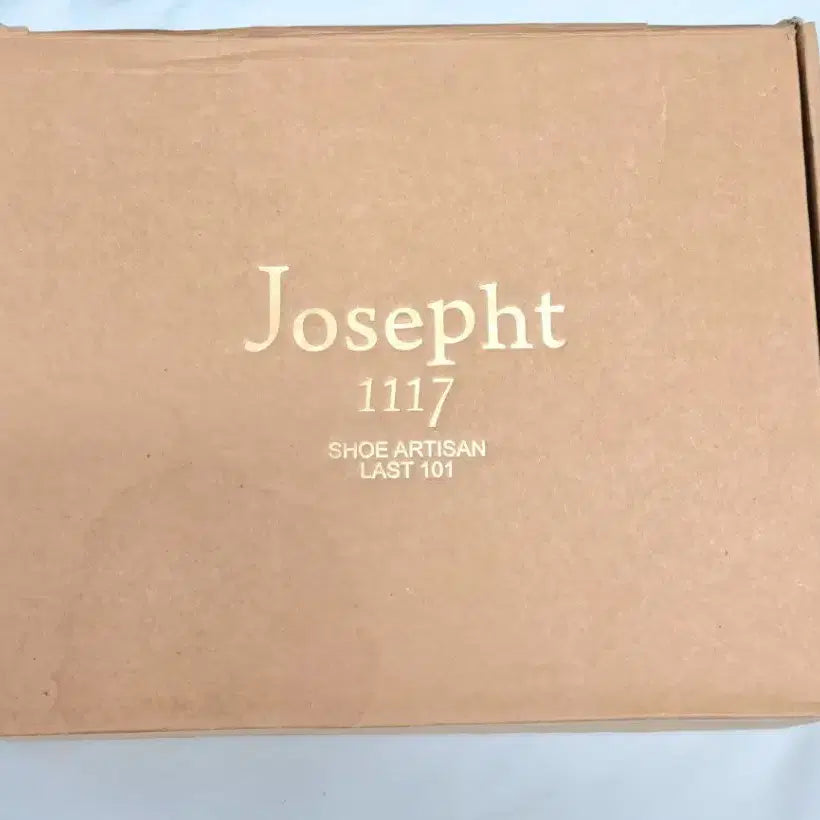 Josepht
1117
SHOE ARTISAN
LAST 101